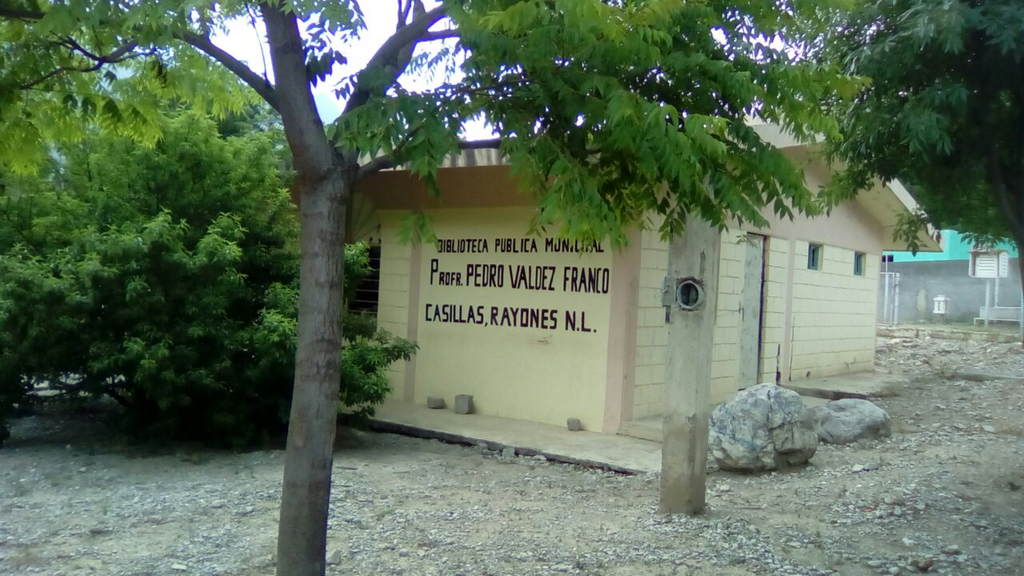 BIBLIOTECA PUBLICA MUNICIPAL
PROFR. PEDRO VALDEZ FRANCO
CASILLAS, RAYONES N.L.